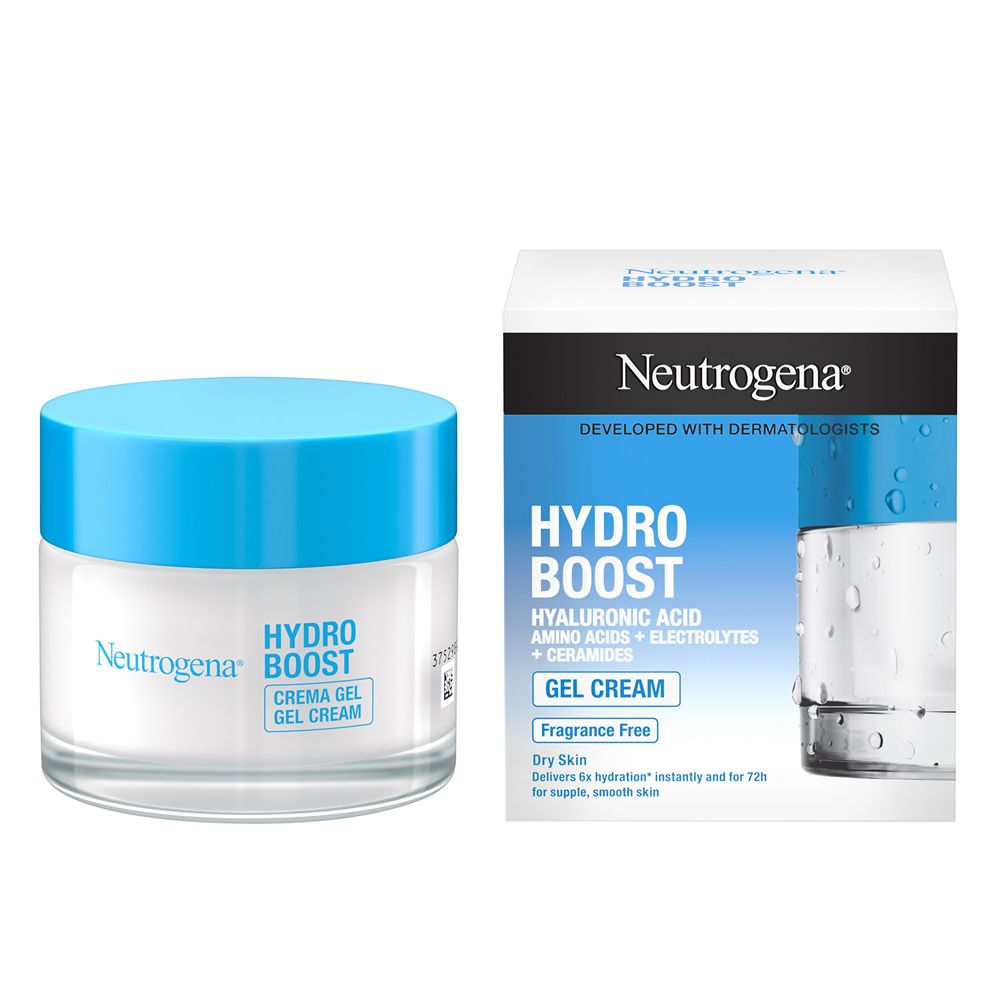 Neutrogena®
HYDRO
BOOST
CREMA GEL
GEL CREAM
Neutrogena®
HYDRO
BOOST
Neutrogena®
DEVELOPED WITH DERMATOLOGISTS
HYDRO
BOOST
HYALURONIC ACID
AMINO ACIDS + ELECTROLYTES
+ CERAMIDES
GEL CREAM
Fragrance Free
Dry Skin
Delivers 6x hydration* instantly and for 72h
for supple, smooth skin